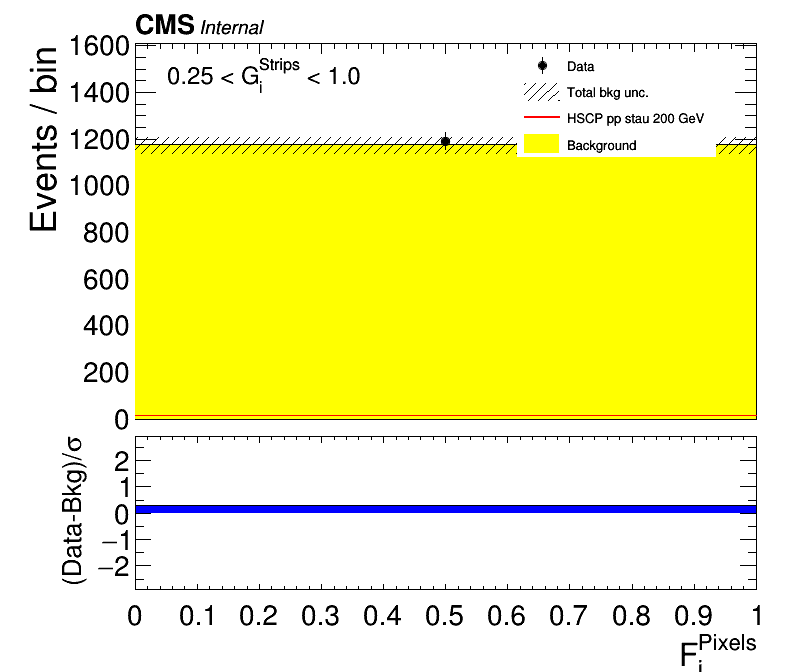 CMS Internal
Events / bin
1600
1400
1200
1000
800
600
400
200
0
0.25 < G_i^Strips < 1.0
Data
Total bkg unc.
HSCP pp stau 200 GeV
Background
(Data-Bkg)/σ
2
1
0
−1
−2
0 0.1 0.2 0.3 0.4 0.5 0.6 0.7 0.8 0.9 1
F_i^Pixels